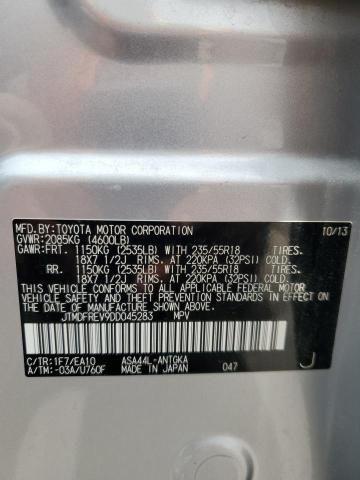 MFD.BY:TOYOTA MOTOR CORPORATION 10/13
GVWR:2085KG (4600LB)
GAWR:FRT. 1150KG (2535LB) WITH 235/55R18 TIRES,
18X7 1/2J RIMS, AT 220KPA (32PSI) COLD.
RR. 1150KG (2535LB) WITH 235/55R18 TIRES,
18X7 1/2J RIMS, AT 220KPA (32PSI) COLD.
THIS VEHICLE CONFORMS TO ALL APPLICABLE FEDERAL MOTOR
VEHICLE SAFETY AND BUMPER STANDARDS IN EFFECT ON
THE DATE OF MANUFACTURE SHOWN ABOVE.
JTMDFREV9DD045283 MPV
C/TR:1F7/EA10 ASA44L-ANTGKA
A/TM:-03A/U760F MADE IN JAPAN 047 J